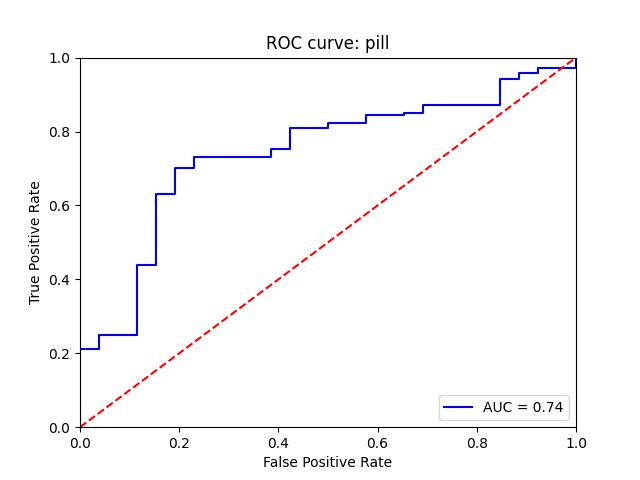 ROC curve: pill
1.0
0.8
0.6
0.4
0.2
0.0
True Positive Rate
AUC = 0.74
0.0 0.2 0.4 0.6 0.8 1.0
False Positive Rate